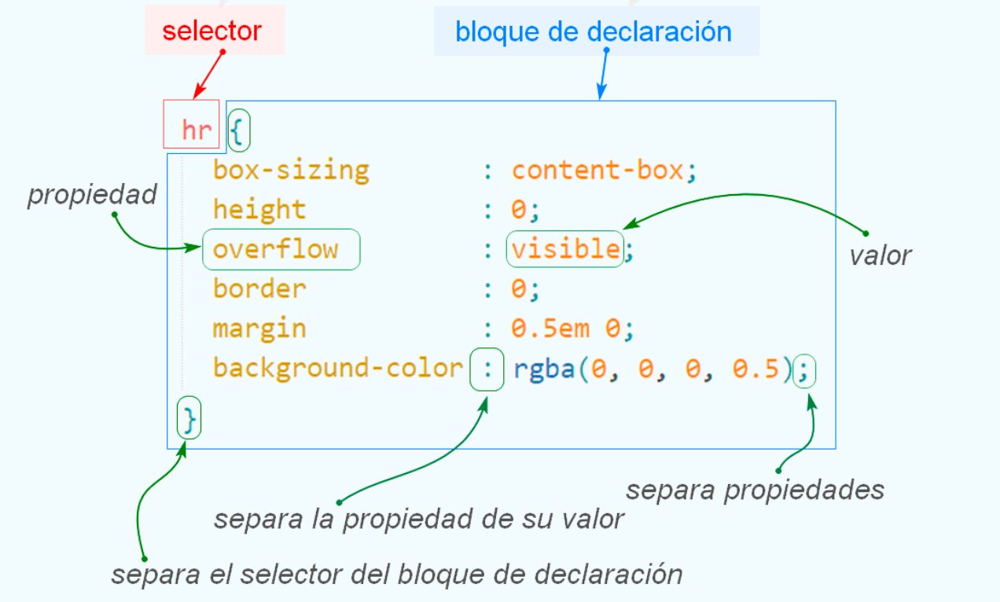 selector
bloque de declaración
hr {
box-sizing : content-box;
propiedad
height : 0;
overflow : visible;
valor
border : 0;
margin : 0.5em 0;
background-color : rgba(0, 0, 0, 0.5);
}
separa propiedades
separa la propiedad de su valor
separa el selector del bloque de declaración